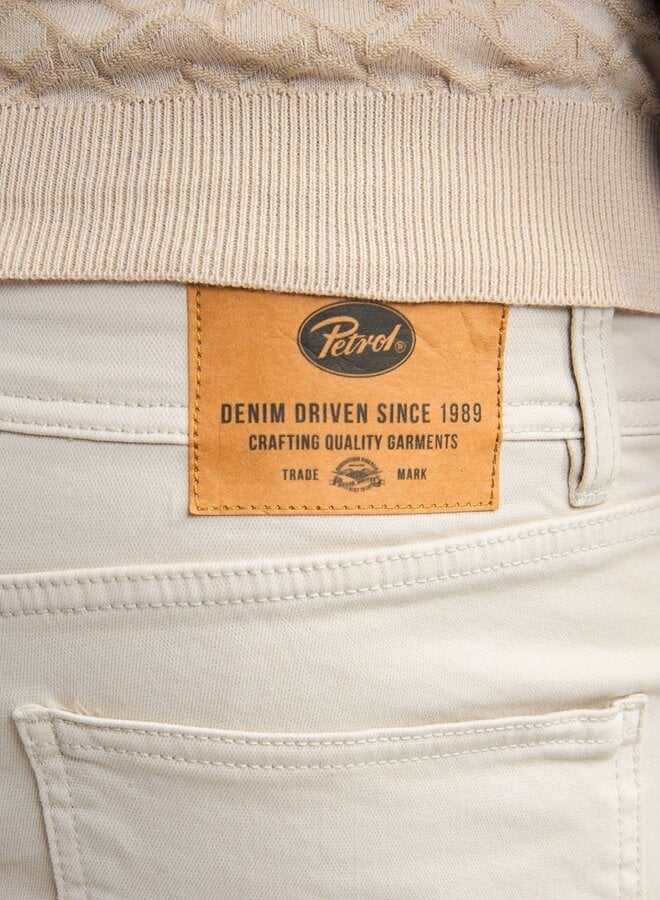 Petrol®
DENIM DRIVEN SINCE 1989
CRAFTING QUALITY GARMENTS
TRADE MARK